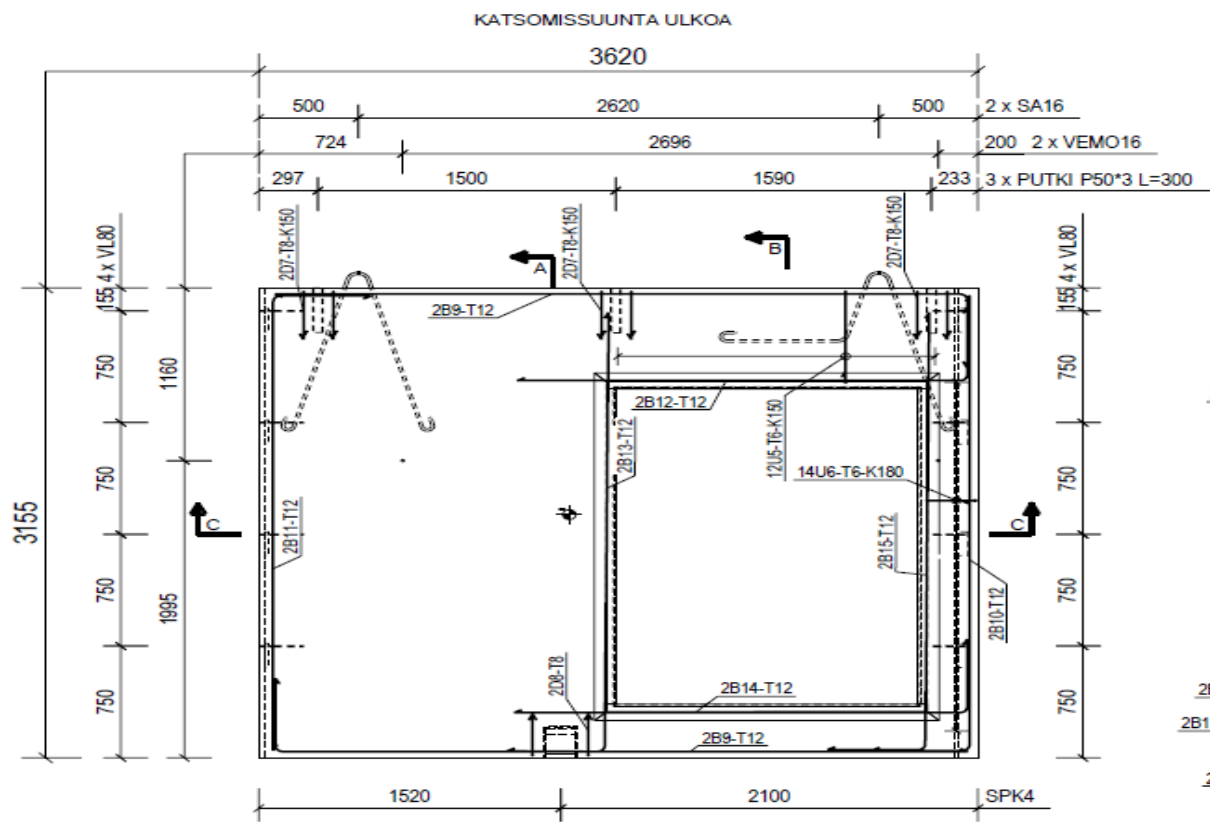 KATSOMISSUUNTA ULKOA
3620
500 2620 500 2 x SA16
724 2696 200 2 x VEMO16
297 1500 1590 233 3 x PUTKI P50*3 L=300
4 x VL80
155
750
750
750
750
3155
1160
1995
2D7-T8-K150
A
2D7-T8-K150
B
2D7-T8-K150
4 x VL80
155
750
750
750
750
2B9-T12
2B12-T12
2B13-T12
12U5-T6-K150
14U6-T6-K180
C
2B11-T12
2B15-T12
C
2B10-T12
2D8-T8
2B14-T12
2B9-T12
2B
2B1
2
1520 2100 SPK4